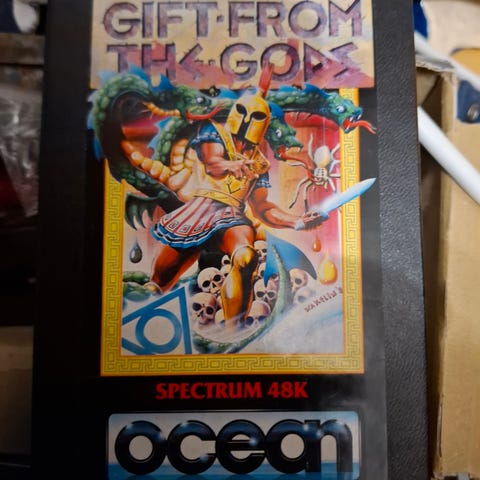 GIFT·FROM
THE·GODS
SPECTRUM 48K
ocean